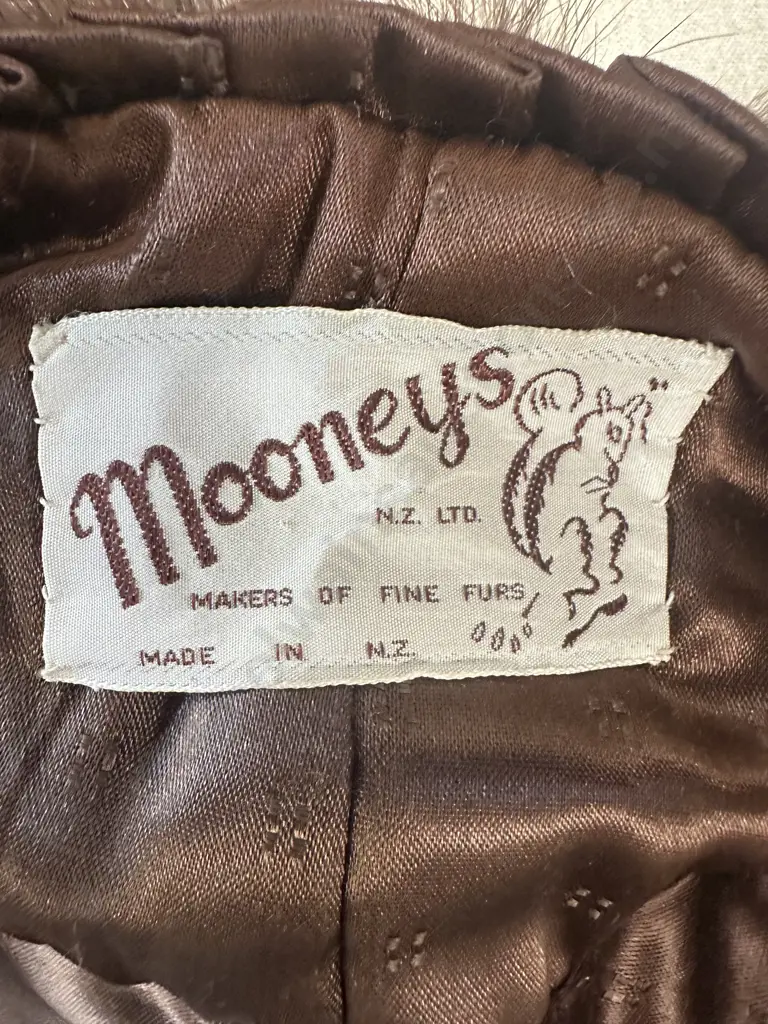 Mooneys
N.Z. LTD.
MAKERS OF FINE FURS
MADE IN N.Z.